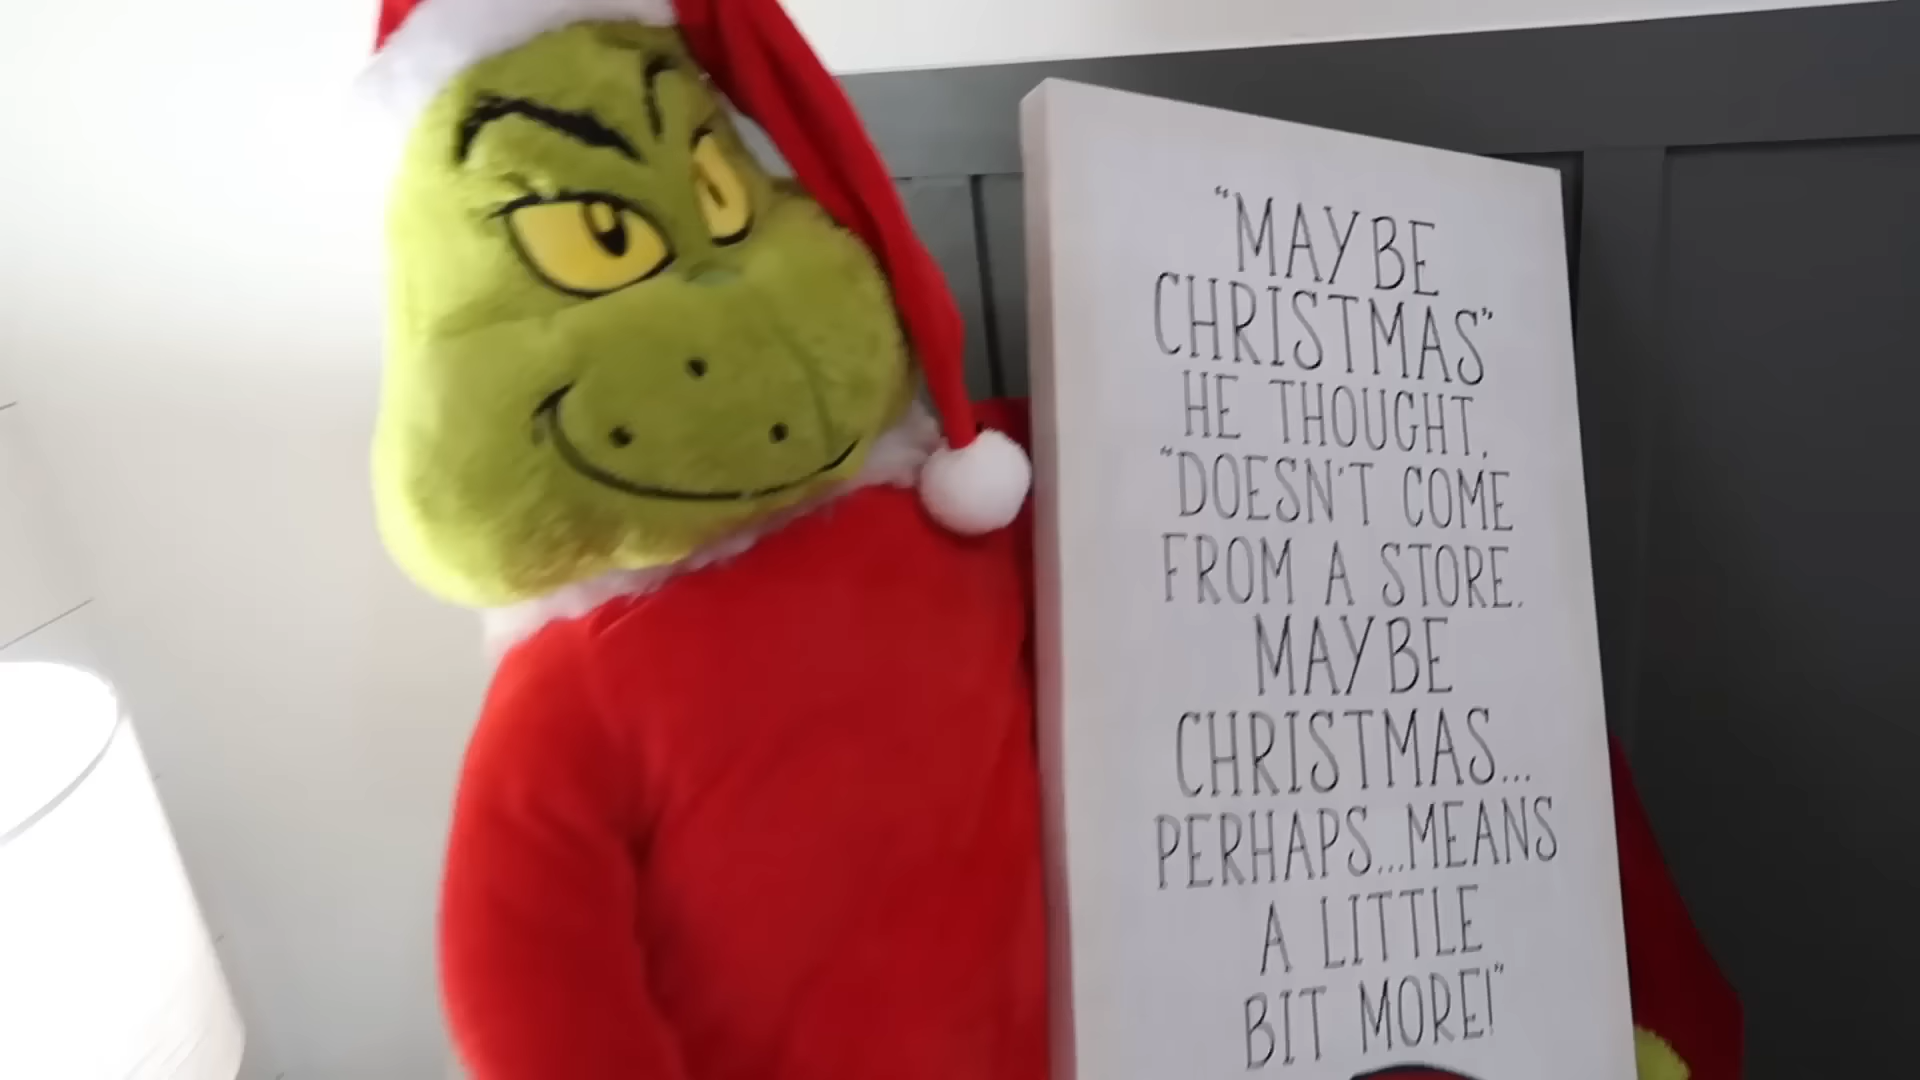 “MAYBE
CHRISTMAS”
HE THOUGHT,
“DOESN'T COME
FROM A STORE.
MAYBE
CHRISTMAS...
PERHAPS...MEANS
A LITTLE
BIT MORE!”